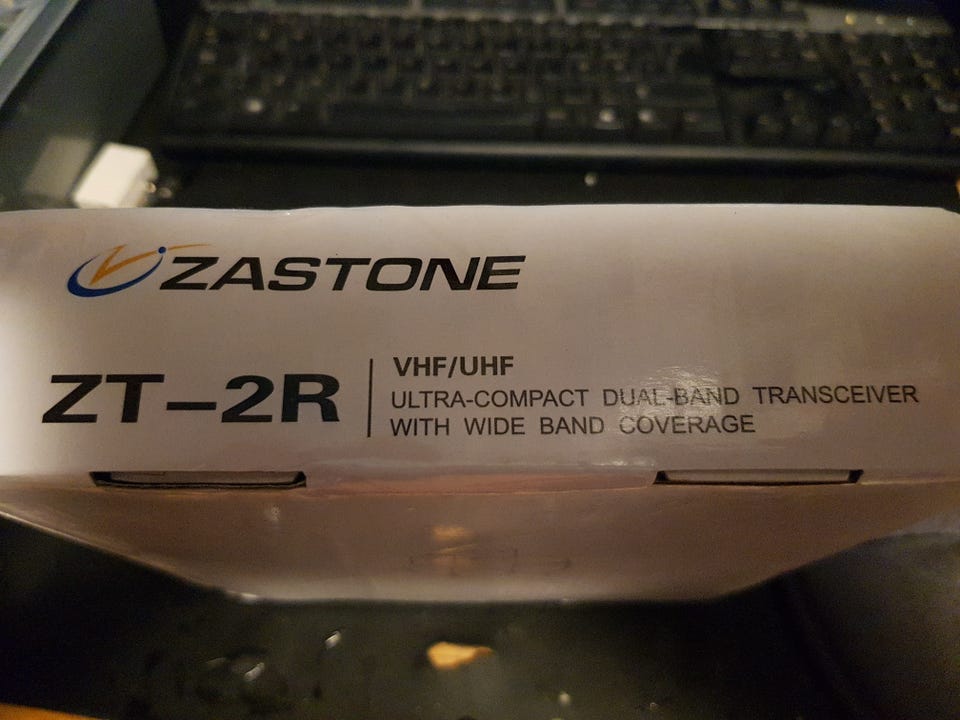 ZASTONE
ZT-2R
VHF/UHF
ULTRA-COMPACT DUAL-BAND TRANSCEIVER
WITH WIDE BAND COVERAGE